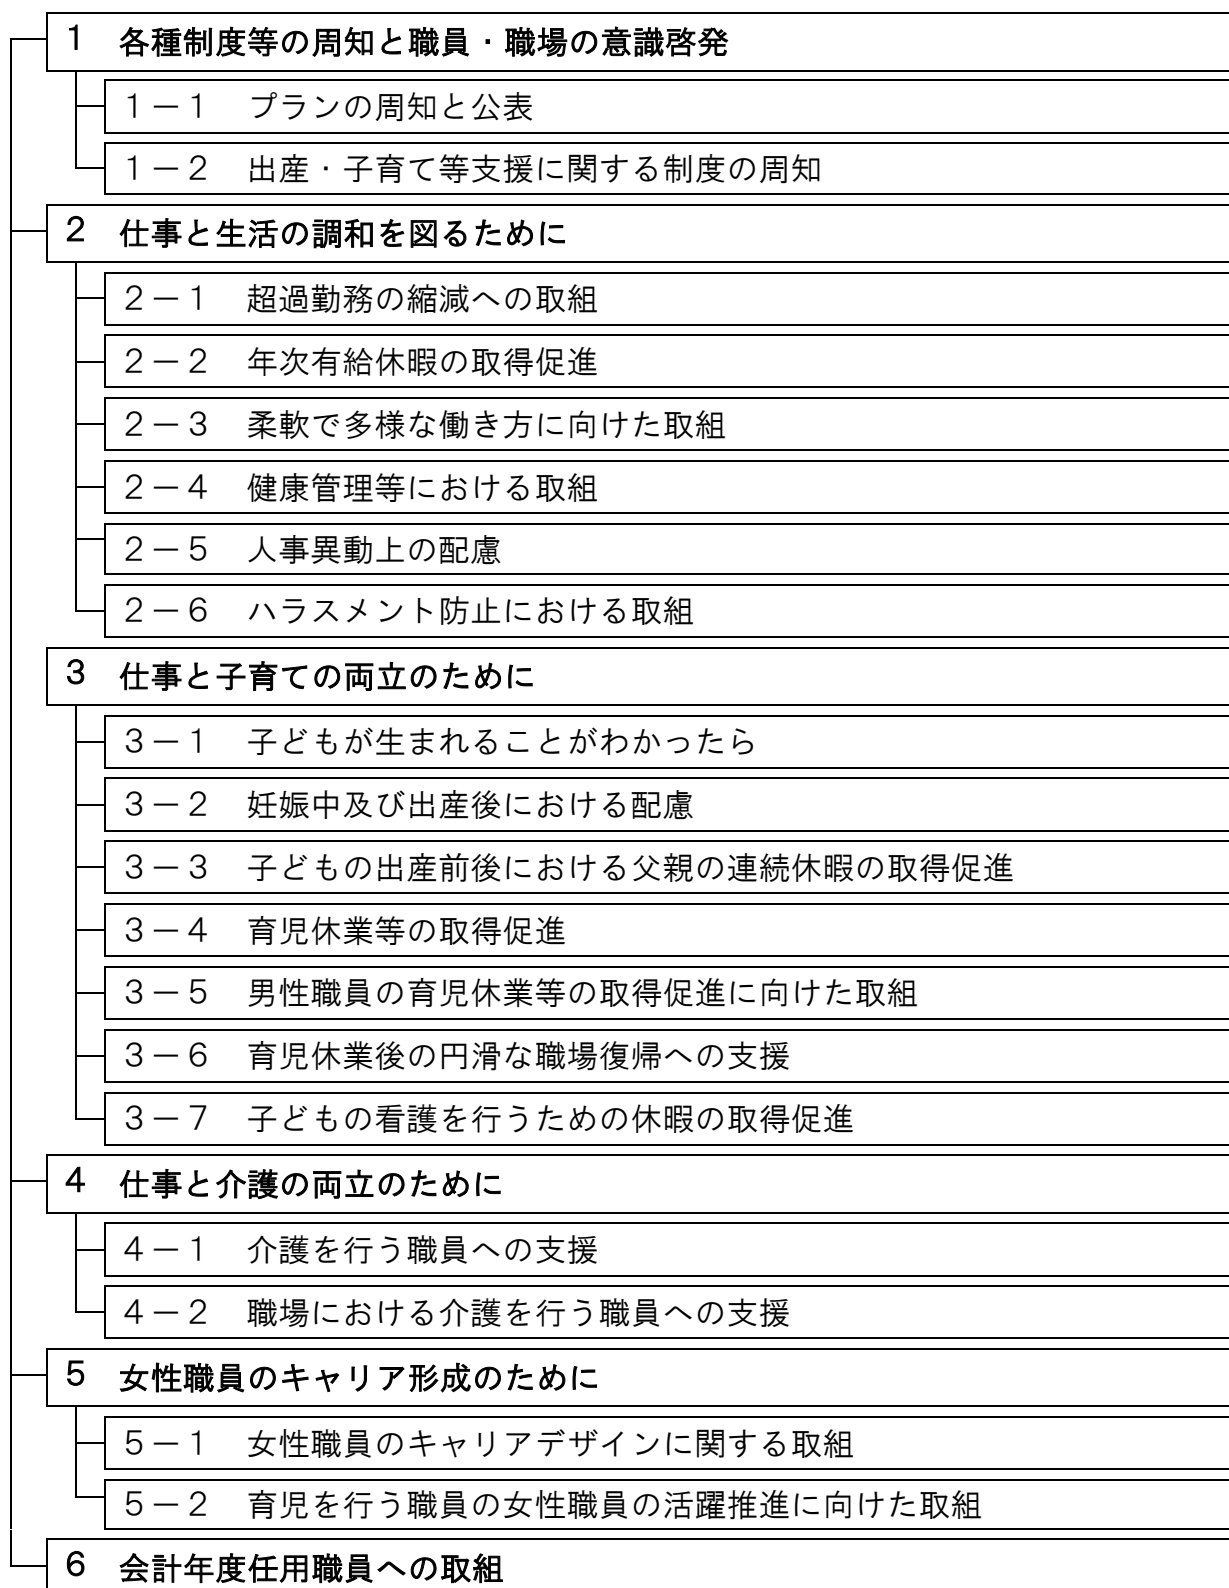 1 各種制度等の周知と職員・職場の意識啓発
1－1 プランの周知と公表
1－2 出産・子育て等支援に関する制度の周知
2 仕事と生活の調和を図るために
2－1 超過勤務の縮減への取組
2－2 年次有給休暇の取得促進
2－3 柔軟で多様な働き方に向けた取組
2－4 健康管理等における取組
2－5 人事異動上の配慮
2－6 ハラスメント防止における取組
3 仕事と子育ての両立のために
3－1 子どもが生まれることがわかったら
3－2 妊娠中及び出産後における配慮
3－3 子どもの出産前後における父親の連続休暇の取得促進
3－4 育児休業等の取得促進
3－5 男性職員の育児休業等の取得促進に向けた取組
3－6 育児休業後の円滑な職場復帰への支援
3－7 子どもの看護を行うための休暇の取得促進
4 仕事と介護の両立のために
4－1 介護を行う職員への支援
4－2 職場における介護を行う職員への支援
5 女性職員のキャリア形成のために
5－1 女性職員のキャリアデザインに関する取組
5－2 育児を行う職員の女性職員の活躍推進に向けた取組
6 会計年度任用職員への取組